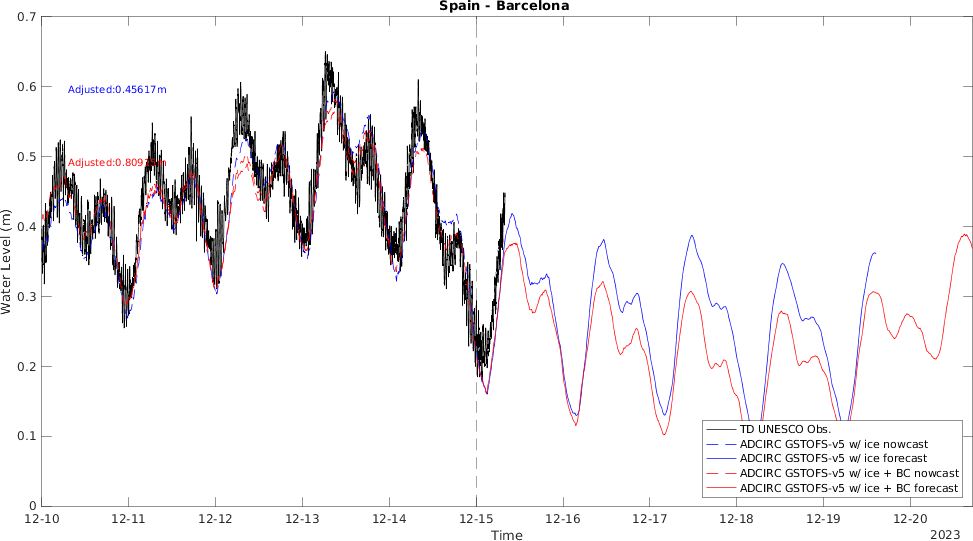 Spain - Barcelona
0.7
0.6
0.5
0.4
0.3
0.2
0.1
0
Water Level (m)
Adjusted:0.45617m
Adjusted:0.809
TD UNESCO Obs.
ADCIRC GSTOFS-v5 w/ ice nowcast
ADCIRC GSTOFS-v5 w/ ice forecast
ADCIRC GSTOFS-v5 w/ ice + BC nowcast
ADCIRC GSTOFS-v5 w/ ice + BC forecast
12-10 12-11 12-12 12-13 12-14 12-15 12-16 12-17 12-18 12-19 12-20
Time
2023